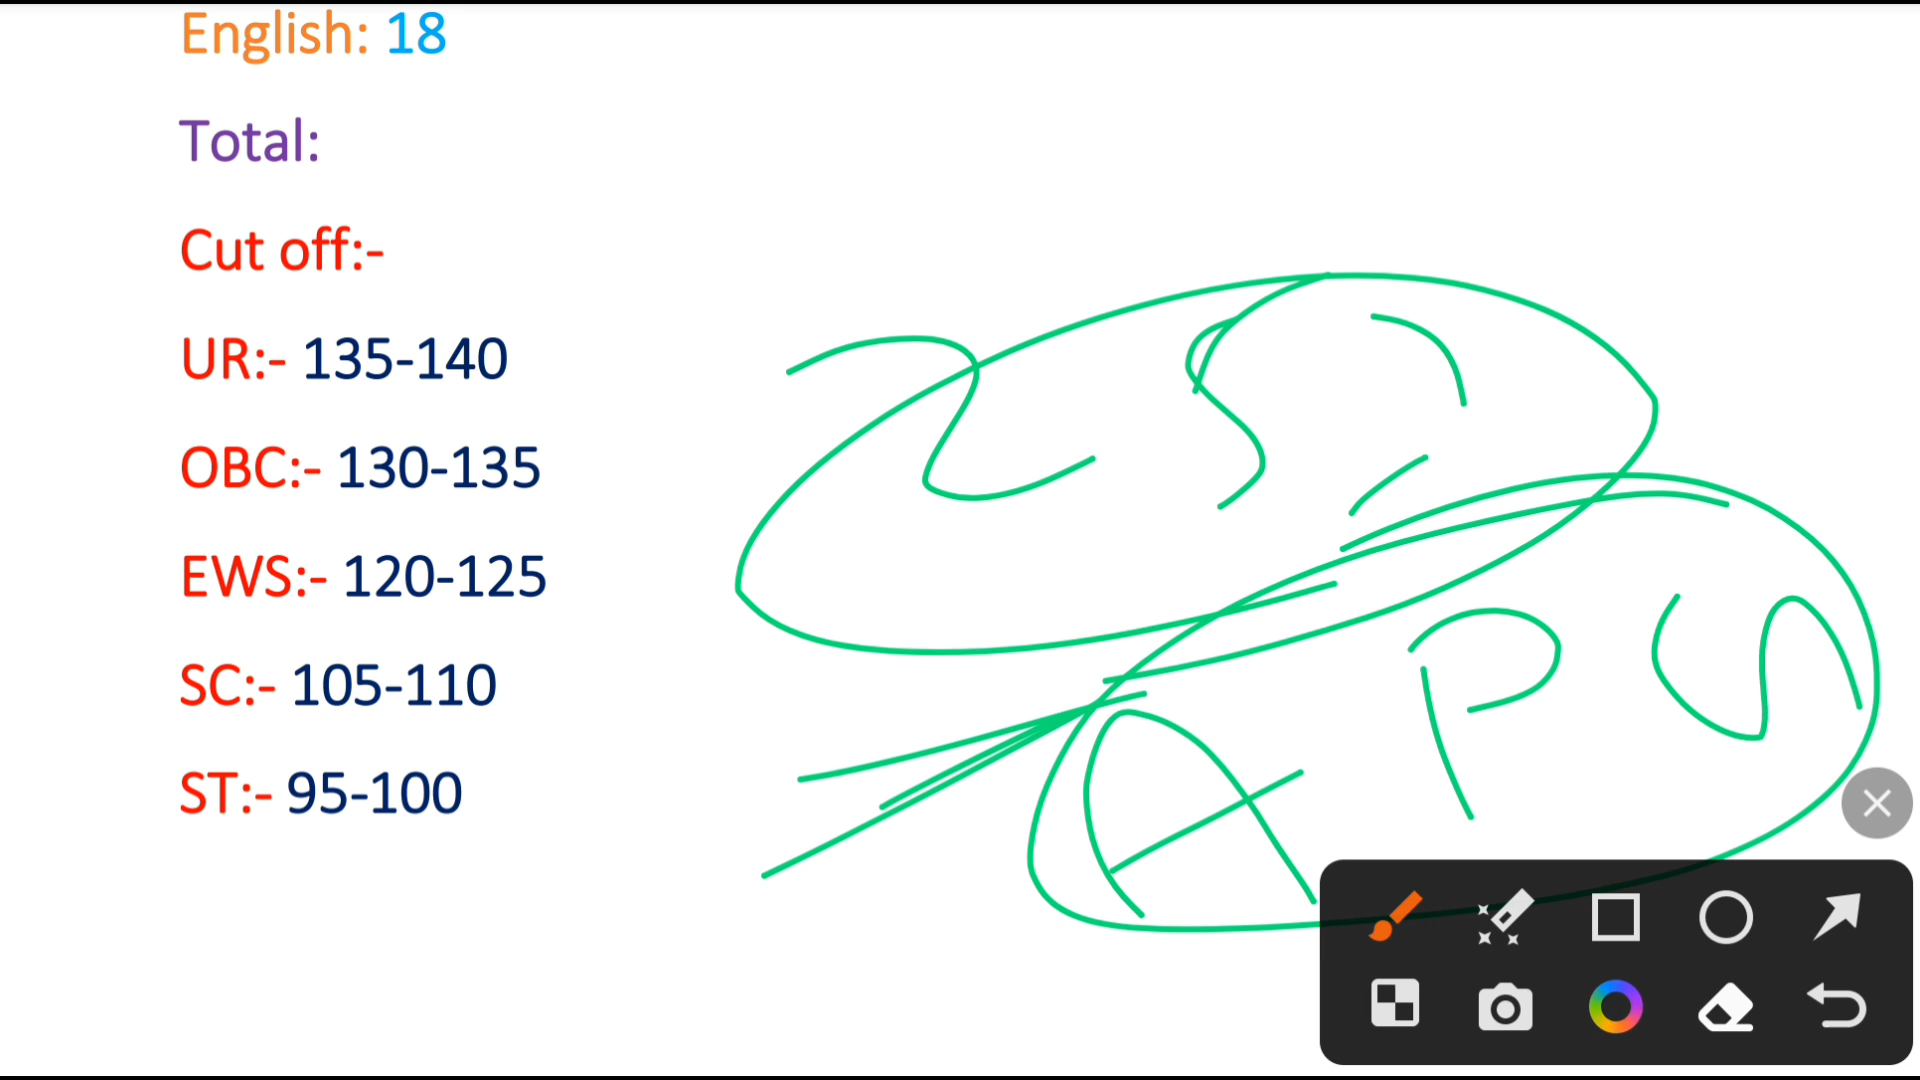 English: 18
Total:
Cut off:-
UR:- 135-140
OBC:- 130-135
EWS:- 120-125
SC:- 105-110
ST:- 95-100